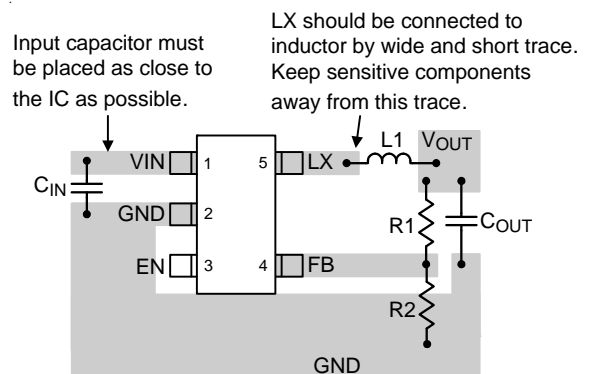 LX should be connected to
inductor by wide and short trace.
Keep sensitive components
away from this trace.
Input capacitor must
be placed as close to
the IC as possible.
L1
VOUT
VIN 1 5 LX
CIN
GND 2
R1
COUT
EN 3 4 FB
R2
GND